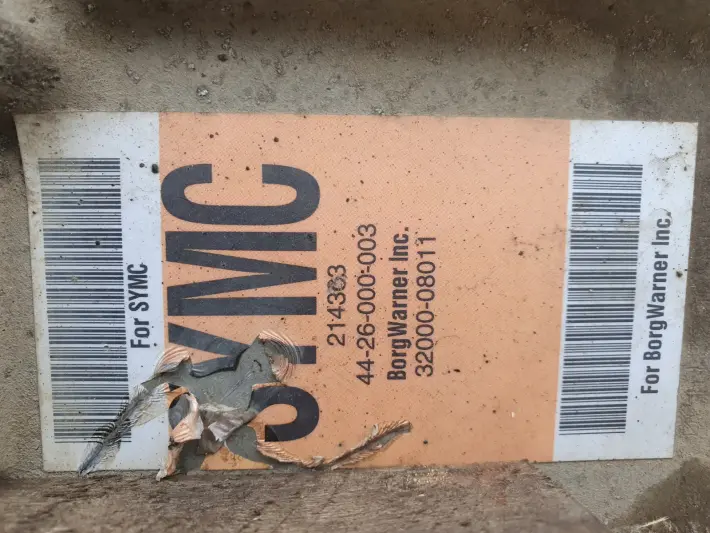 For SYMC
SYMC
214363
44-26-000-003
BorgWarner Inc.
32000-08011
For BorgWarner Inc.